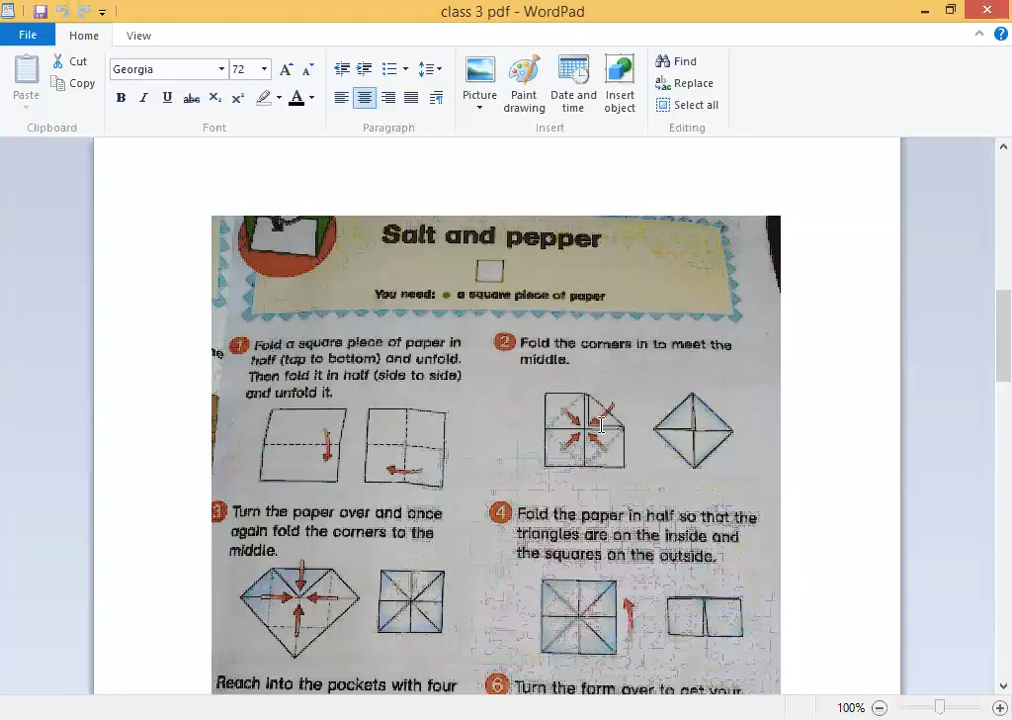 class 3 pdf - WordPad
File
Home
View
Paste
Cut
Copy
Clipboard
Georgia
72
A
A
B I U abc X₂ X² A
Font
Paragraph
Picture
Paint
drawing
Date and
time
Insert
object
Insert
Find
Replace
Select all
Editing
Salt and pepper
You need: • a square piece of paper
1 Fold a square piece of paper in
half (top to bottom) and unfold.
Then fold it in half (side to side)
and unfold it.
2 Fold the corners in to meet the
middle.
3 Turn the paper over and once
again fold the corners to the
middle.
4 Fold the paper in half so that the
triangles are on the inside and
the squares on the outside.
Reach into the pockets with four
6 Turn the form over to get your
100%